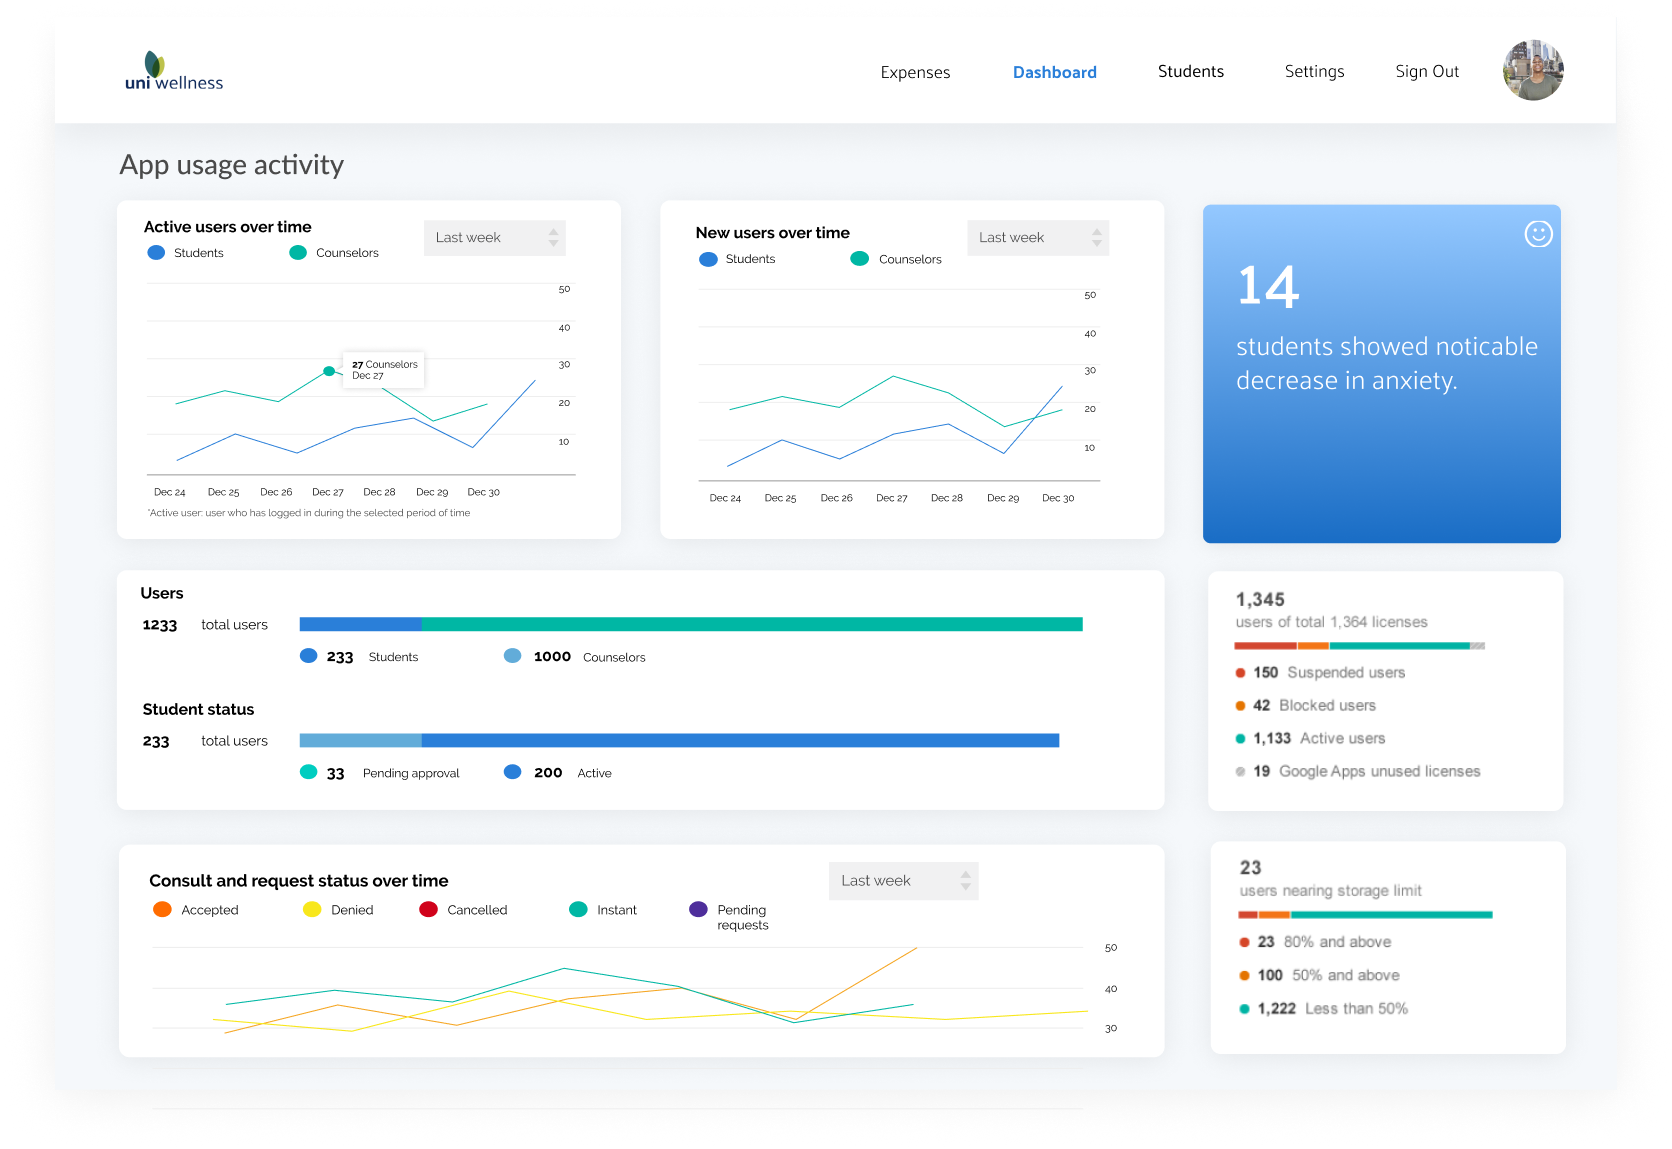 uni wellness
Expenses
Dashboard
Students
Settings
Sign Out
App usage activity
Active users over time
Last week
Students
Counselors
50
40
30
20
10
27 Counselors
Dec 27
Dec 24
Dec 25
Dec 26
Dec 27
Dec 28
Dec 29
Dec 30
*Active user: user who has logged in during the selected period of time
New users over time
Last week
Students
Counselors
50
40
30
20
10
Dec 24
Dec 25
Dec 26
Dec 27
Dec 28
Dec 29
Dec 30
14
students showed noticable
decrease in anxiety.
Users
1233 total users
233 Students
1000 Counselors
Student status
233 total users
33 Pending approval
200 Active
1,345
users of total 1,364 licenses
150 Suspended users
42 Blocked users
1,133 Active users
19 Google Apps unused licenses
Consult and request status over time
Last week
Accepted
Denied
Cancelled
Instant
Pending
requests
50
40
30
23
users nearing storage limit
23 80% and above
100 50% and above
1,222 Less than 50%